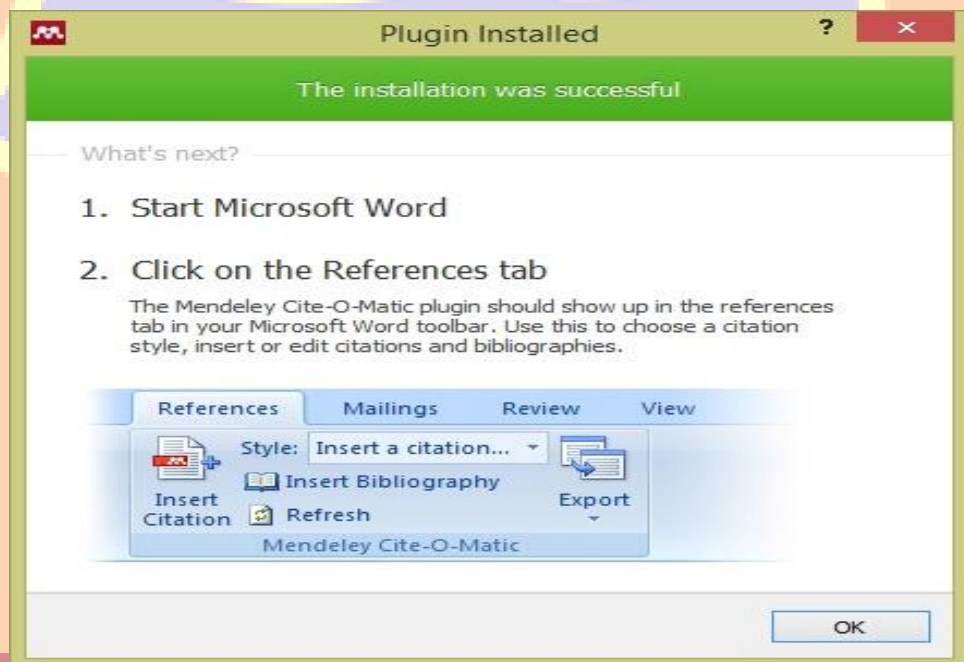 Plugin Installed
?
The installation was successful
What's next?
1. Start Microsoft Word
2. Click on the References tab
The Mendeley Cite-O-Matic plugin should show up in the references
tab in your Microsoft Word toolbar. Use this to choose a citation
style, insert or edit citations and bibliographies.
References Mailings Review View
Style: Insert a citation...
Insert Bibliography
Insert
Citation
Refresh
Export
Mendeley Cite-O-Matic
OK